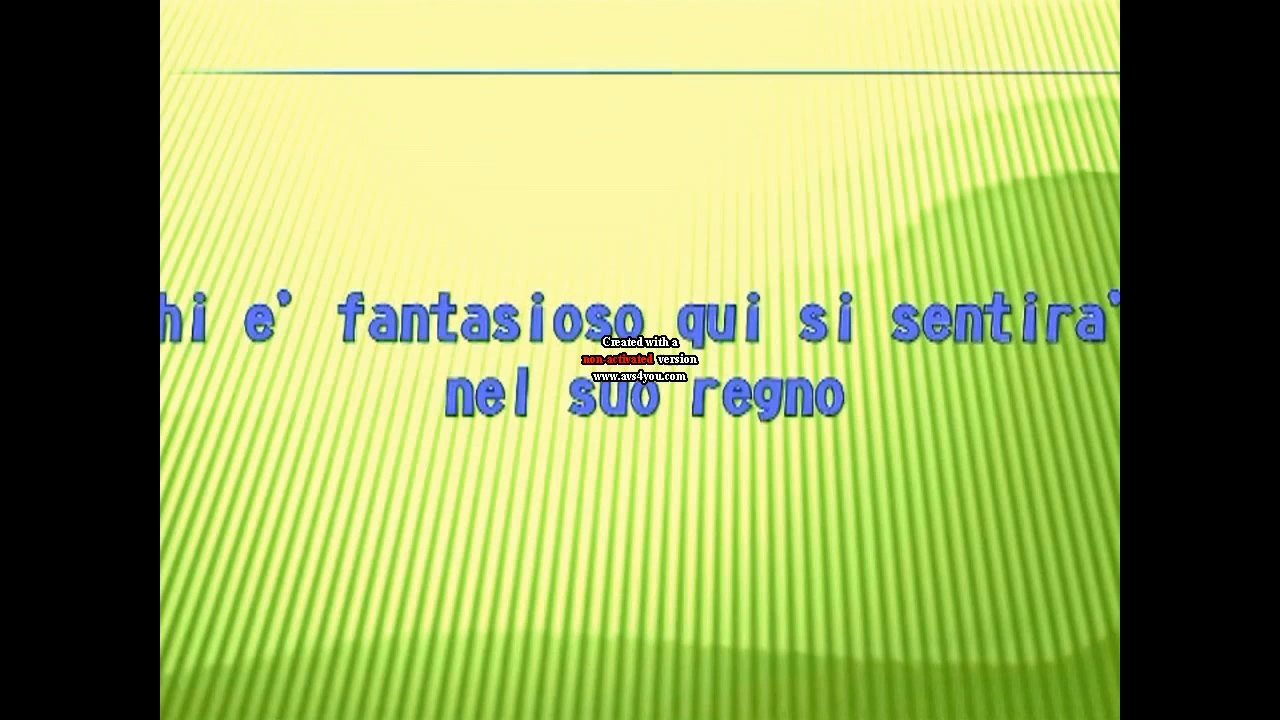 hi e' fantasioso qui si sentira'
Created with a
non-activated version
www.avs4you.com
nel suo regno